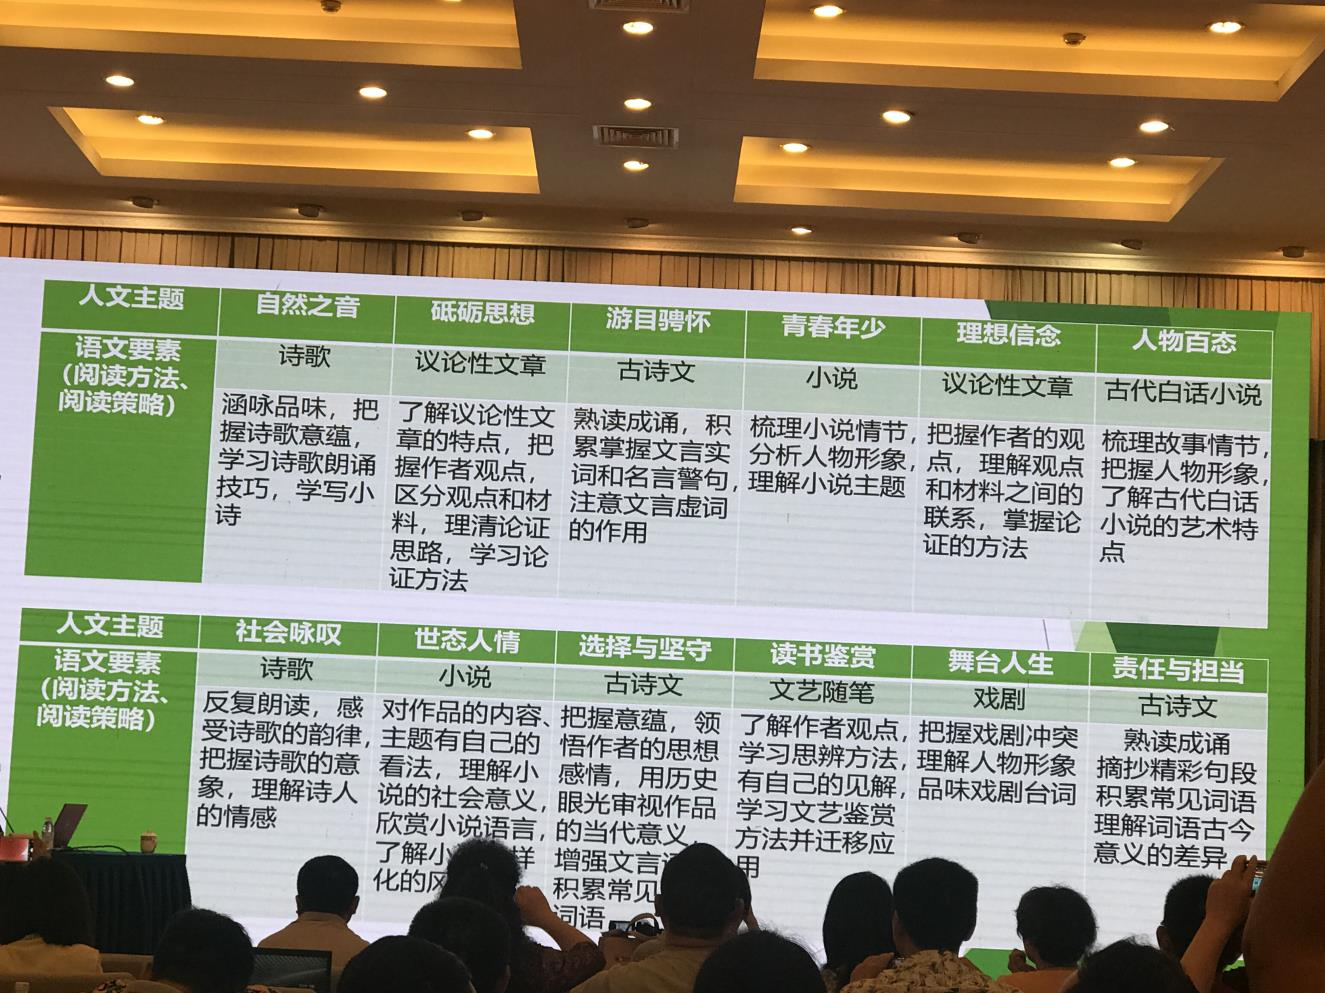 人文主题
自然之音
砥砺思想
游目骋怀
青春年少
理想信念
人物百态
语文要素
（阅读方法、
阅读策略）
诗歌
议论性文章
古诗文
小说
议论性文章
古代白话小说
涵咏品味，把
握诗歌意蕴，
学习诗歌朗诵
技巧，学写小
诗
了解议论性文
章的特点，把
握作者观点，
区分观点和材
料，理清论证
思路，学习论
证方法
熟读成诵，积
累掌握文言实
词和名言警句，
注意文言虚词
的作用
梳理小说情节，
分析人物形象，
理解小说主题
把握作者的观
点，理解观点
和材料之间的
联系，掌握论
证的方法
梳理故事情节，
把握人物形象，
了解古代白话
小说的艺术特
点
人文主题
社会咏叹
世态人情
选择与坚守
读书鉴赏
舞台人生
责任与担当
语文要素
（阅读方法、
阅读策略）
诗歌
小说
古诗文
文艺随笔
戏剧
古诗文
反复朗读，感
受诗歌的韵律，
把握诗歌的意
象，理解诗人
的情感
对作品的内容、
主题有自己的
看法，理解小
说的社会意义，
欣赏小说语言，
了解小 样
化的风
把握意蕴，领
悟作者的思想
感情，用历史
眼光审视作品
的当代意义，
增强文言
积累常见
词语
了解作者观点，
学习思辨方法，
有自己的见解，
学习文艺鉴赏
方法并迁移应
用
把握戏剧冲突
理解人物形象
品味戏剧台词
熟读成诵
摘抄精彩句段
积累常见词语
理解词语古今
意义的差异